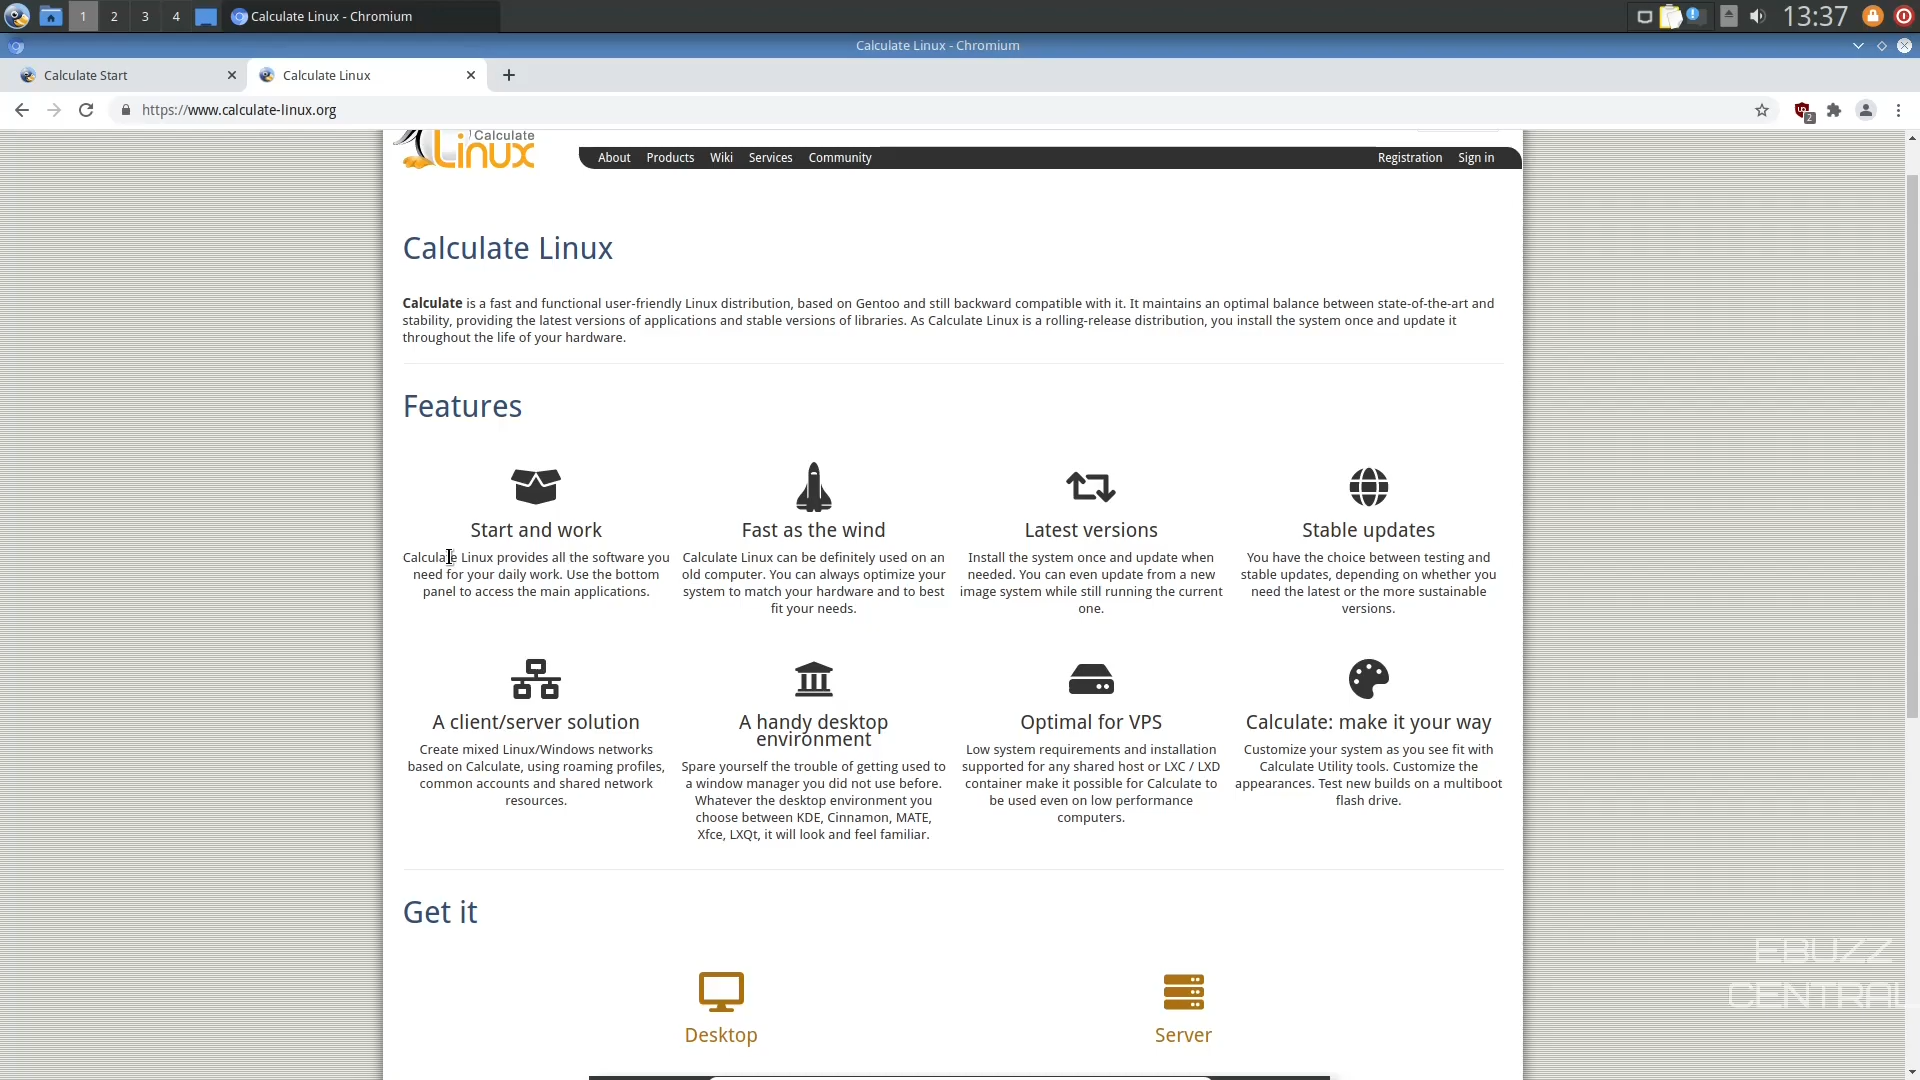 1 2 3 4 Calculate Linux - Chromium 13:37
Calculate Linux - Chromium
Calculate Start Calculate Linux
https://www.calculate-linux.org 2
Calculate
Linux
About Products Wiki Services Community Registration Sign in
Calculate Linux
Calculate is a fast and functional user-friendly Linux distribution, based on Gentoo and still backward compatible with it. It maintains an optimal balance between state-of-the-art and
stability, providing the latest versions of applications and stable versions of libraries. As Calculate Linux is a rolling-release distribution, you install the system once and update it
throughout the life of your hardware.
Features
Start and work
Calculate Linux provides all the software you
need for your daily work. Use the bottom
panel to access the main applications.
Fast as the wind
Calculate Linux can be definitely used on an
old computer. You can always optimize your
system to match your hardware and to best
fit your needs.
Latest versions
Install the system once and update when
needed. You can even update from a new
image system while still running the current
one.
Stable updates
You have the choice between testing and
stable updates, depending on whether you
need the latest or the more sustainable
versions.
A client/server solution
Create mixed Linux/Windows networks
based on Calculate, using roaming profiles,
common accounts and shared network
resources.
A handy desktop
environment
Spare yourself the trouble of getting used to
a window manager you did not use before.
Whatever the desktop environment you
choose between KDE, Cinnamon, MATE,
Xfce, LXQt, it will look and feel familiar.
Optimal for VPS
Low system requirements and installation
supported for any shared host or LXC / LXD
container make it possible for Calculate to
be used even on low performance
computers.
Calculate: make it your way
Customize your system as you see fit with
Calculate Utility tools. Customize the
appearances. Test new builds on a multiboot
flash drive.
Get it
Desktop
Server
EBUZZ
CENTRAL